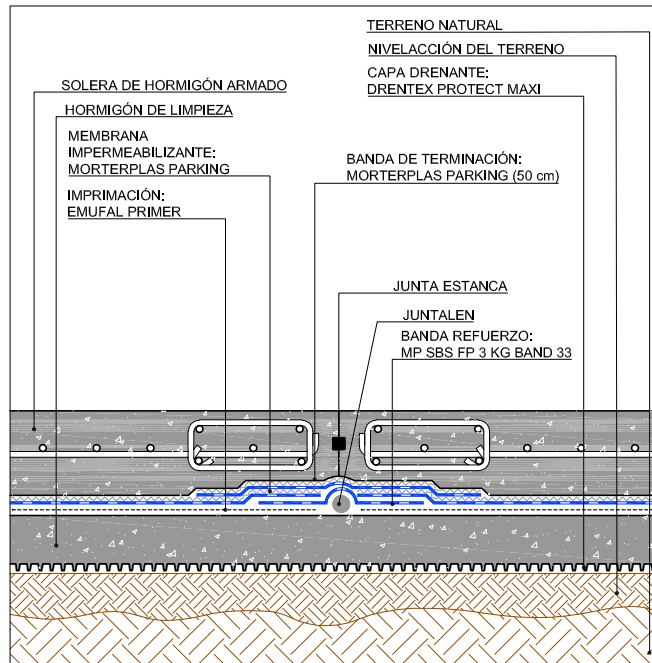 TERRENO NATURAL
NIVELACCIÓN DEL TERRENO
CAPA DRENANTE:
DRENTEX PROTECT MAXI
SOLERA DE HORMIGÓN ARMADO
HORMIGÓN DE LIMPIEZA
MEMBRANA
IMPERMEABILIZANTE:
MORTERPLAS PARKING
BANDA DE TERMINACIÓN:
MORTERPLAS PARKING (50 cm)
IMPRIMACIÓN:
EMUFAL PRIMER
JUNTA ESTANCA
JUNTALEN
BANDA REFUERZO:
MP SBS FP 3 KG BAND 33